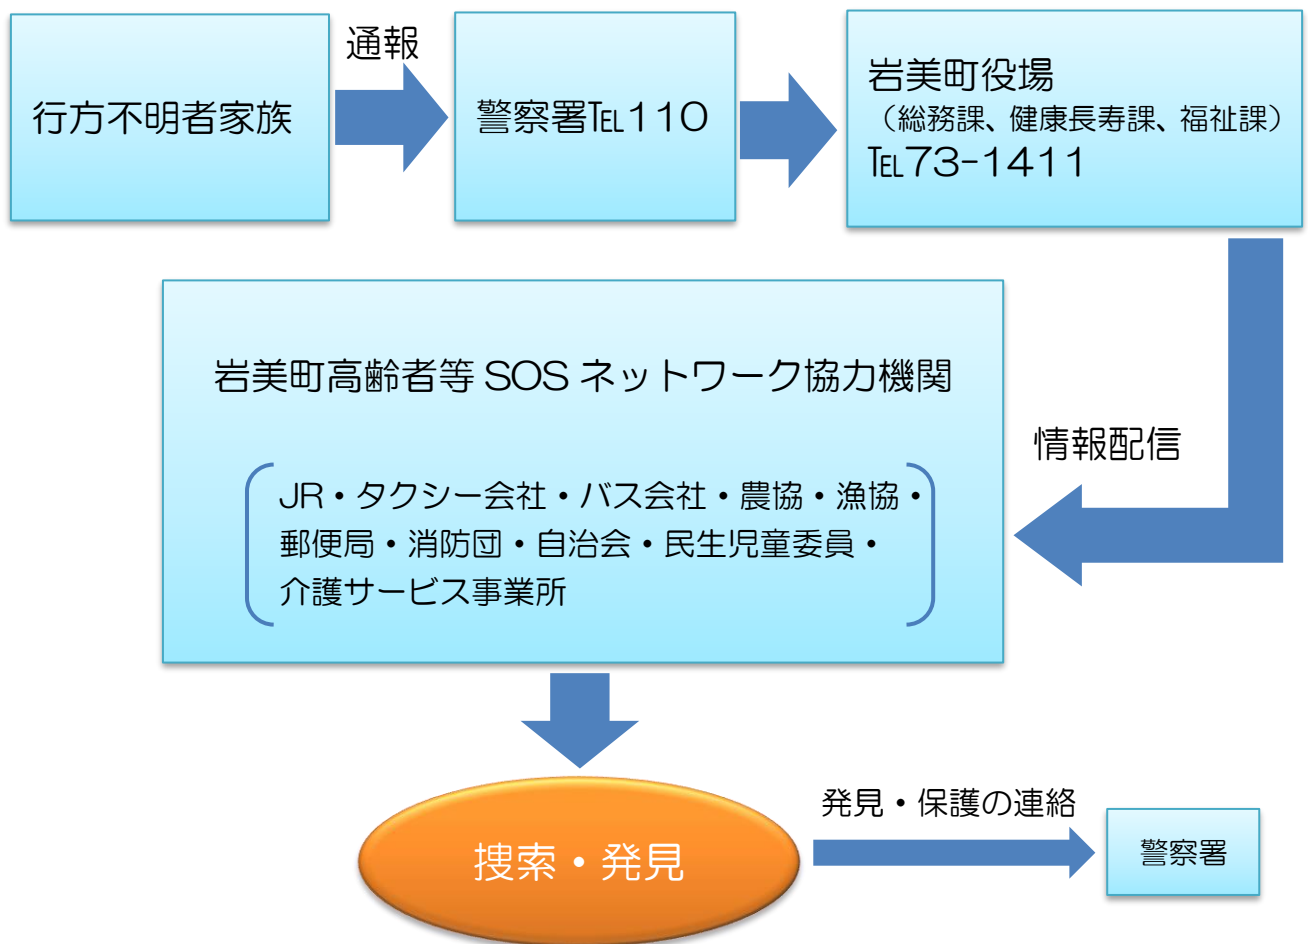 通報
行方不明者家族
警察署℡110
岩美町役場
（総務課、健康長寿課、福祉課）
℡73-1411
岩美町高齢者等 SOS ネットワーク協力機関
情報配信
JR・タクシー会社・バス会社・農協・漁協・
郵便局・消防団・自治会・民生児童委員・
介護サービス事業所
捜索・発見
発見・保護の連絡
警察署